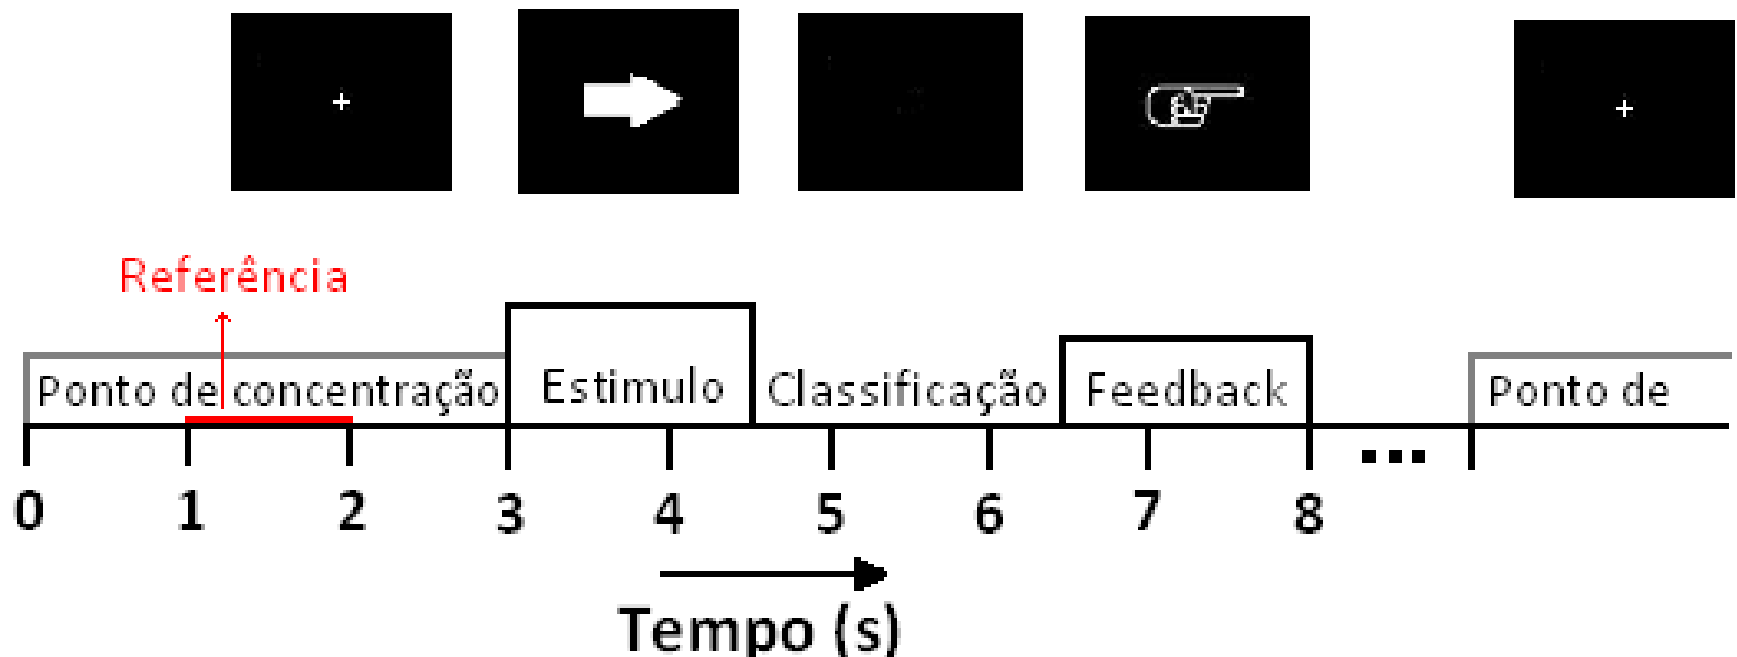 Referência
Ponto de concentração Estimulo Classificação Feedback Ponto de
0 1 2 3 4 5 6 7 8
Tempo (s)